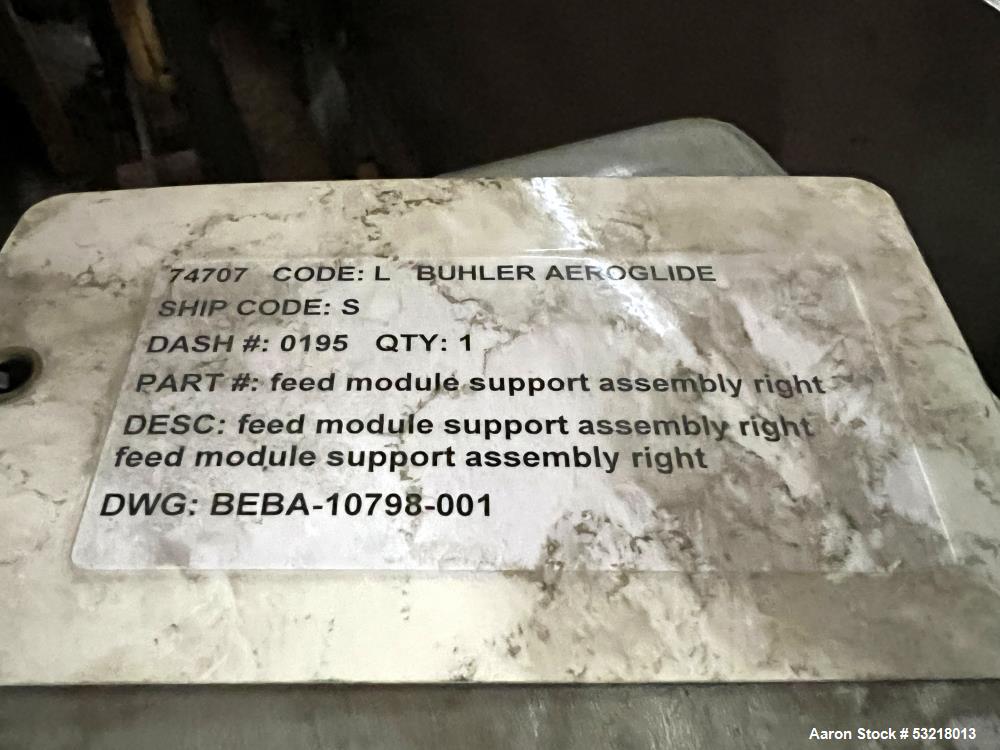 74707 CODE: L BUHLER AEROGLIDE
SHIP CODE: S
DASH #: 0195 QTY: 1
PART #: feed module support assembly right
DESC: feed module support assembly right
feed module support assembly right
DWG: BEBA-10798-001
Aaron Stock # 53218013